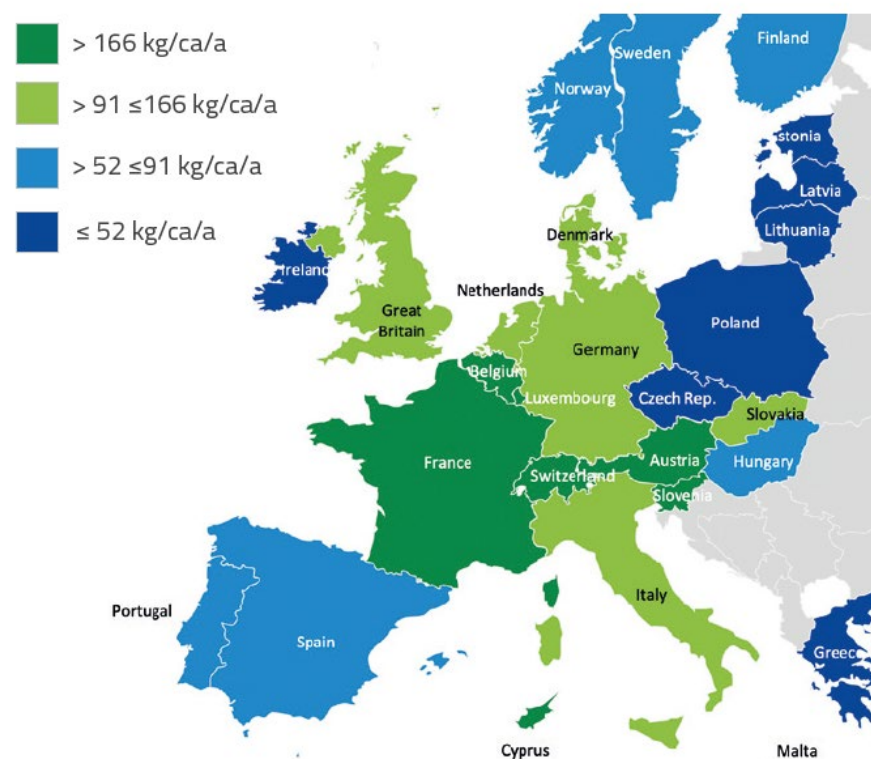 > 166 kg/ca/a
> 91 ≤166 kg/ca/a
> 52 ≤91 kg/ca/a
≤ 52 kg/ca/a
Finland
Sweden
Norway
stonia
Latvia
Lithuania
Denmark
Ireland
Netherlands
Great
Britain
Poland
Germany
Belgium
Luxembourg
Czech Rep.
Slovakia
France
Switzerland
Austria
Hungary
Slovenia
Italy
Portugal
Spain
Greec
Cyprus
Malta